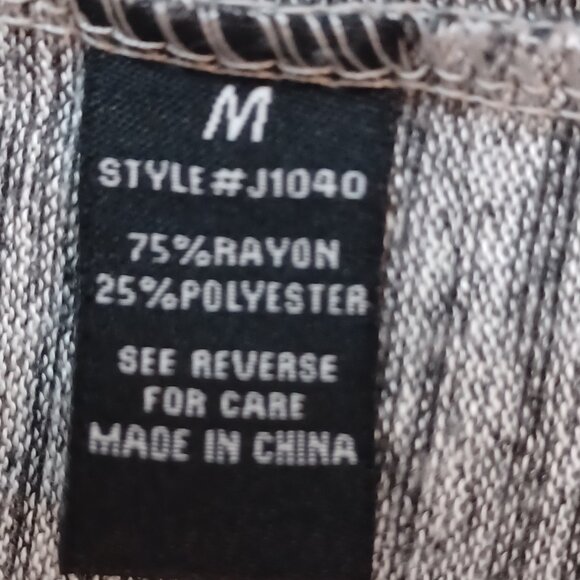 M
STYLE#J1040
75%RAYON
25%POLYESTER
SEE REVERSE
FOR CARE
MADE IN CHINA